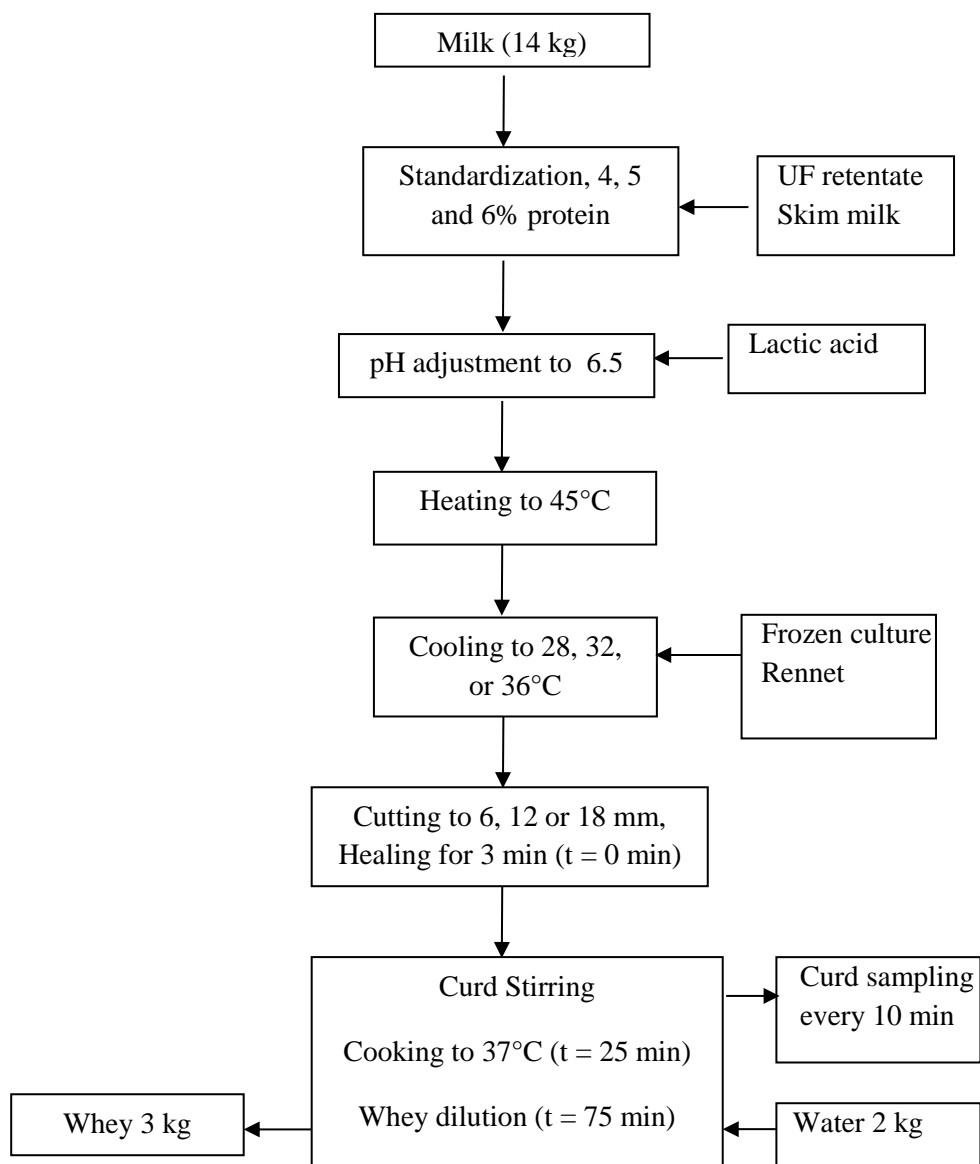 Milk (14 kg)
Standardization, 4, 5
and 6% protein
UF retentate
Skim milk
pH adjustment to 6.5
Lactic acid
Heating to 45°C
Cooling to 28, 32,
or 36°C
Frozen culture
Rennet
Cutting to 6, 12 or 18 mm,
Healing for 3 min (t = 0 min)
Curd Stirring
Cooking to 37°C (t = 25 min)
Whey dilution (t = 75 min)
Curd sampling
every 10 min
Whey 3 kg
Water 2 kg